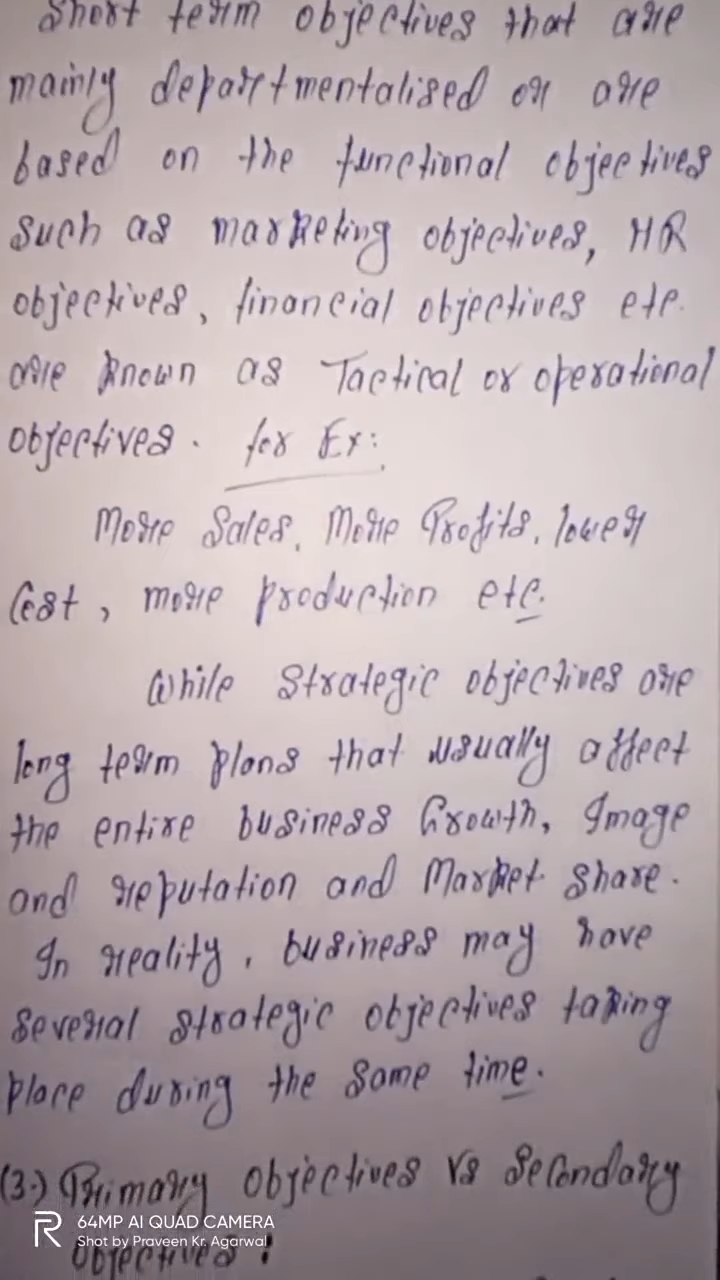 Short term objectives that are
mainly departmentalised or are
based on the functional objectives
such as marketing objectives, HR
objectives, financial objectives etc.
are known as Tactical or operational
objectives. for Ex:
More Sales, More Profits, lower
Cost, more production etc.
While Strategic objectives are
long term plans that usually affect
the entire business Growth, Image
and reputation and Market share.
In reality, business may have
several strategic objectives taking
place during the same time.
(3.) Primary objectives Vs Secondary
objectives:
64MP AI QUAD CAMERA
Shot by Praveen Kr. Agarwal